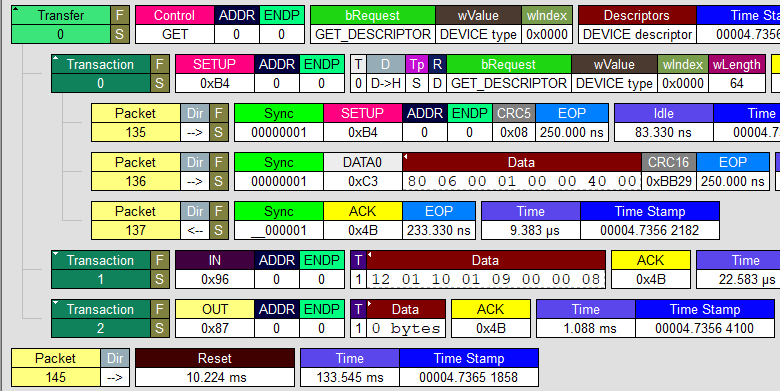 Transfer F Control ADDR ENDP bRequest wValue wIndex Descriptors Time St
0 S GET 0 0 GET_DESCRIPTOR DEVICE type 0x0000 DEVICE descriptor 00004.7356
Transaction F SETUP ADDR ENDP T D Tp R bRequest wValue wIndex wLength
0 S 0xB4 0 0 0 D->H S D GET_DESCRIPTOR DEVICE type 0x0000 64
Packet Dir F Sync SETUP ADDR ENDP CRC5 EOP Idle Time
135 --> S 00000001 0xB4 0 0 0x08 250.000 ns 83.330 ns 00004.7
Packet Dir F Sync DATA0 Data CRC16 EOP
136 --> S 00000001 0xC3 80 06 00 01 00 00 40 00 0xBB29 250.000 ns
Packet Dir F Sync ACK EOP Time Time Stamp
137 <-- S __000001 0x4B 233.330 ns 9.383 µs 00004.7356 2182
Transaction F IN ADDR ENDP T Data ACK Time
1 S 0x96 0 0 1 12 01 10 01 09 00 00 08 0x4B 22.583 µs
Transaction F OUT ADDR ENDP T Data ACK Time Time Stamp
2 S 0x87 0 0 1 0 bytes 0x4B 1.088 ms 00004.7356 4100
Packet Dir Reset Time Time Stamp
145 --> 10.224 ms 133.545 ms 00004.7365 1858